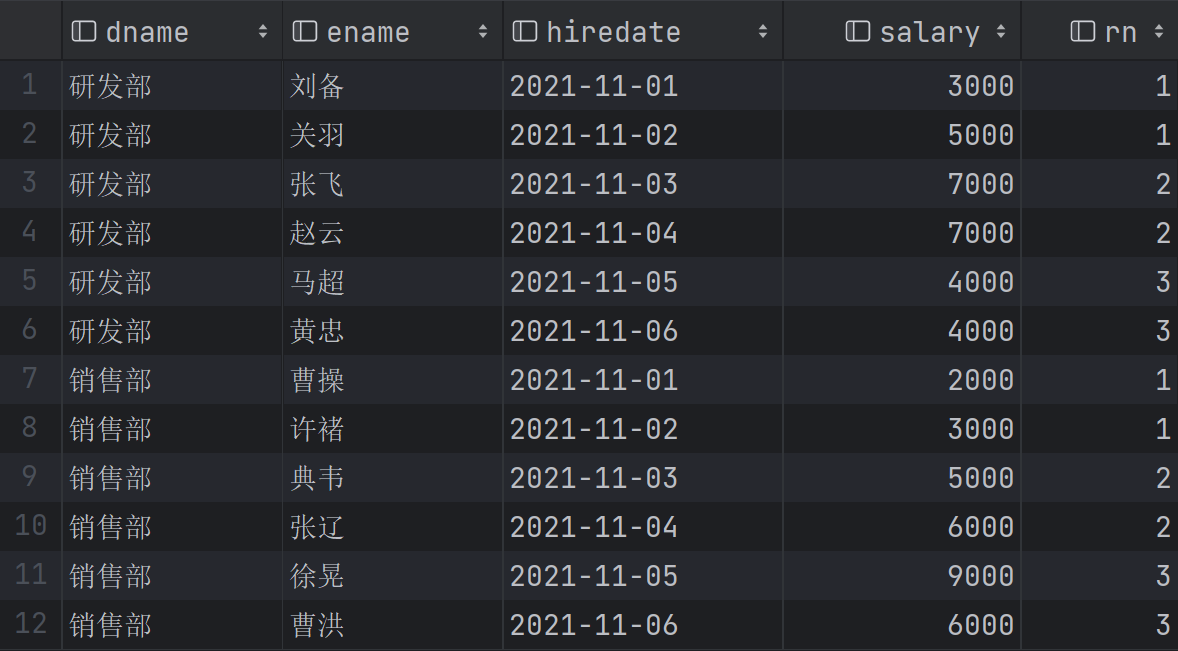 dname ename hiredate salary rn
1 研发部 刘备 2021-11-01 3000 1
2 研发部 关羽 2021-11-02 5000 1
3 研发部 张飞 2021-11-03 7000 2
4 研发部 赵云 2021-11-04 7000 2
5 研发部 马超 2021-11-05 4000 3
6 研发部 黄忠 2021-11-06 4000 3
7 销售部 曹操 2021-11-01 2000 1
8 销售部 许褚 2021-11-02 3000 1
9 销售部 典韦 2021-11-03 5000 2
10 销售部 张辽 2021-11-04 6000 2
11 销售部 徐晃 2021-11-05 9000 3
12 销售部 曹洪 2021-11-06 6000 3